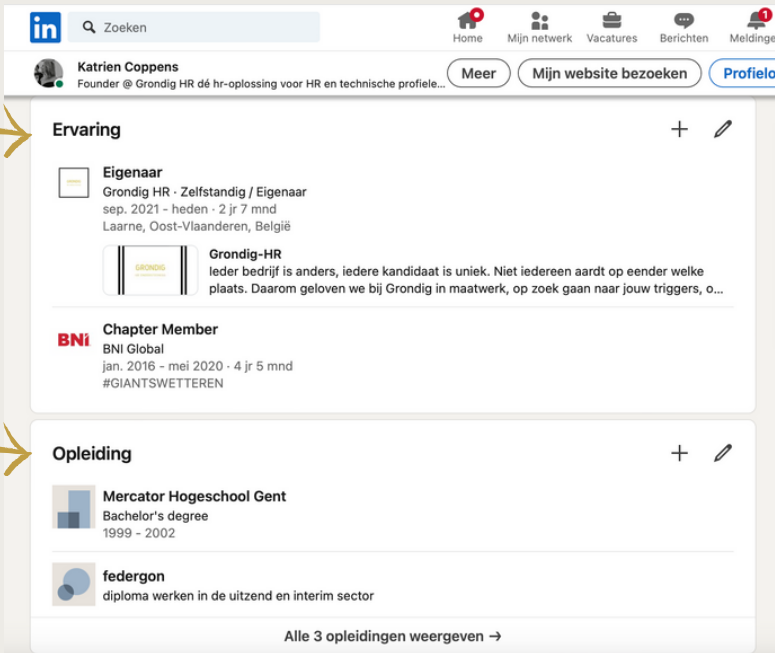 in
Zoeken
Home
Mijn netwerk
Vacatures
Berichten
1
Meldinge
Katrien Coppens
Founder @ Grondig HR dé hr-oplossing voor HR en technische profiele...
Meer
Mijn website bezoeken
Profielo
Ervaring
Eigenaar
Grondig HR · Zelfstandig / Eigenaar
sep. 2021 - heden · 2 jr 7 mnd
Laarne, Oost-Vlaanderen, België
GRONDIG
Grondig-HR
Ieder bedrijf is anders, iedere kandidaat is uniek. Niet iedereen aardt op eender welke
plaats. Daarom geloven we bij Grondig in maatwerk, op zoek gaan naar jouw triggers, o...
BNI
Chapter Member
BNI Global
jan. 2016 - mei 2020 · 4 jr 5 mnd
#GIANTSWETTEREN
Opleiding
Mercator Hogeschool Gent
Bachelor's degree
1999 - 2002
federgon
diploma werken in de uitzend en interim sector
Alle 3 opleidingen weergeven →